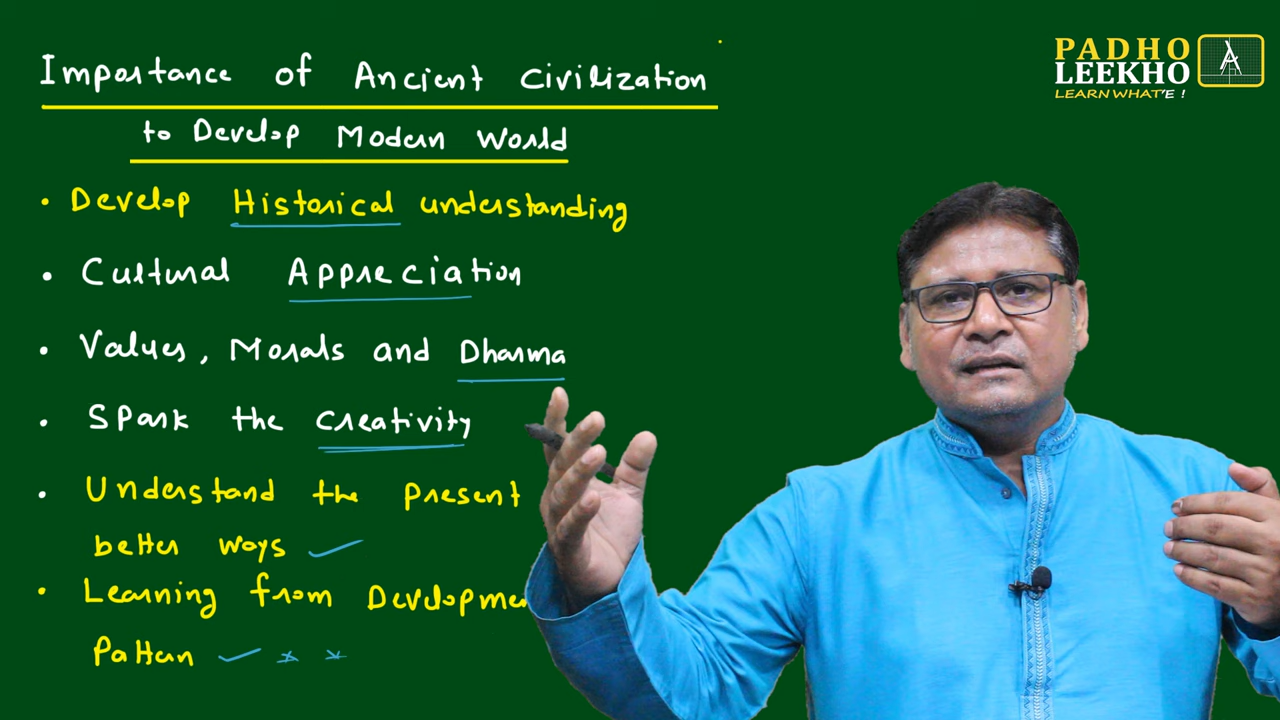 Importance of Ancient Civilization
to Develop Modern World
• Develop Historical understanding
• Cultural Appreciation
• Values, Morals and Dharma
• Spark the creativity
• Understand the present
better ways
• Learning from Developmen
Pattern
PADHO
LEEKHO
LEARN WHAT'E !